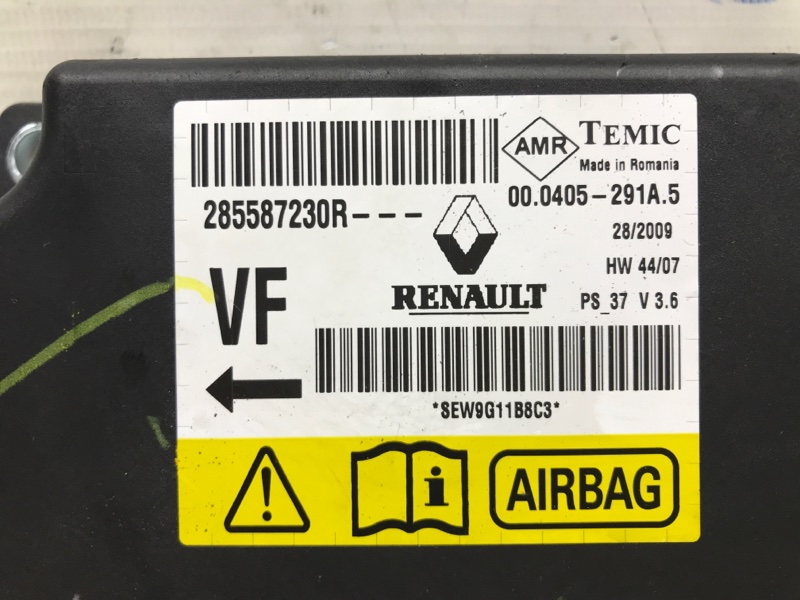 AMR TEMIC
Made in Romania
285587230R---
00.0405-291A.5
28/2009
VF
HW 44/07
RENAULT
PS_37 V 3.6
*SEW9G11B8C3*
i
AIRBAG